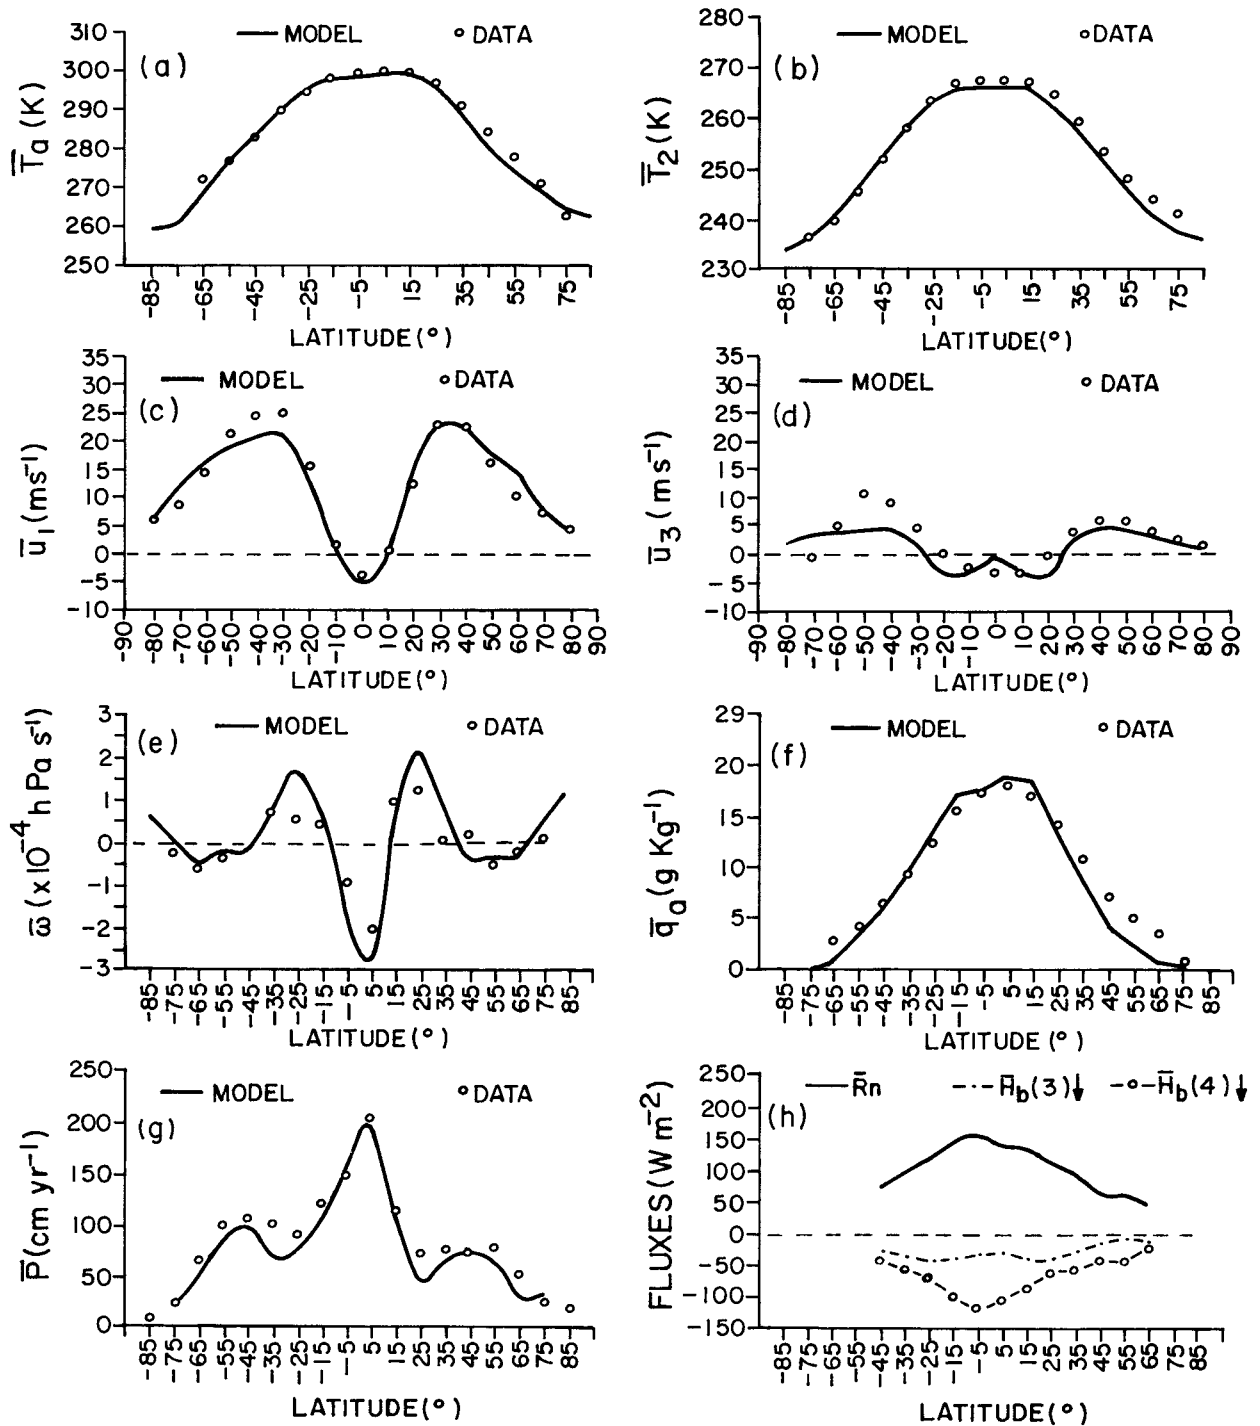 310 MODEL DATA
(a)
300
290
280
270
260
250
T̿a (K)
-85 -65 -45 -25 -5 15 35 55 75
LATITUDE(°)
280 MODEL DATA
(b)
270
260
250
240
230
T̿2 (K)
-85 -65 -45 -25 -5 15 35 55 75
LATITUDE(°)
35
MODEL DATA
30
(c)
25
20
15
10
5
0
-5
-10
u̅1 (ms⁻¹)
-90 -80 -70 -60 -50 -40 -30 -20 -10 0 10 20 30 40 50 60 70 80 90
LATITUDE(°)
35
MODEL DATA
30
(d)
25
20
15
10
5
0
-5
-10
u̅3 (ms⁻¹)
-90 -80 -70 -60 -50 -40 -30 -20 -10 0 10 20 30 40 50 60 70 80 90
LATITUDE(°)
3
MODEL DATA
(e)
2
1
0
-1
-2
-3
ω̅ (x10⁻⁴ hPa s⁻¹)
-85 -75 -65 -55 -45 -35 -25 -15 -5 5 15 25 35 45 55 65 75 85
LATITUDE(°)
29
MODEL DATA
(f)
20
10
5
0
q̅a (g Kg⁻¹)
-85 -75 -65 -55 -45 -35 -25 -15 -5 5 15 25 35 45 55 65 75 85
LATITUDE(°)
250
MODEL DATA
(g)
200
150
100
50
0
P̅(cm yr⁻¹)
-85 -75 -65 -55 -45 -35 -25 -15 -5 5 15 25 35 45 55 65 75 85
LATITUDE(°)
250 R̅n H̅b(3)↓ H̅b(4)↓
(h)
200
150
100
50
0
-50
-100
-150
FLUXES(W m⁻²)
-45 -35 -25 -15 -5 5 15 25 35 45 55 65 75 85
LATITUDE(°)